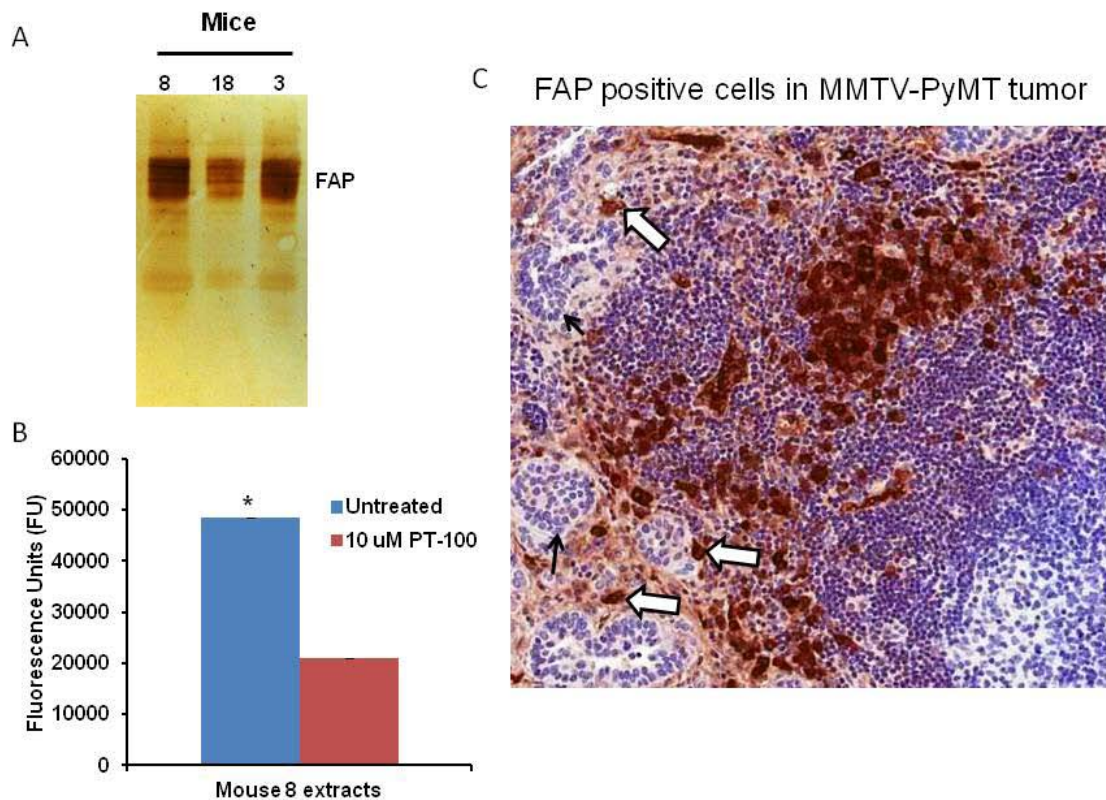 A
Mice
8 18 3
FAP
B
60000
50000
40000
30000
20000
10000
0
Fluorescence Units (FU)
*
Untreated
10 uM PT-100
Mouse 8 extracts
C
FAP positive cells in MMTV-PyMT tumor